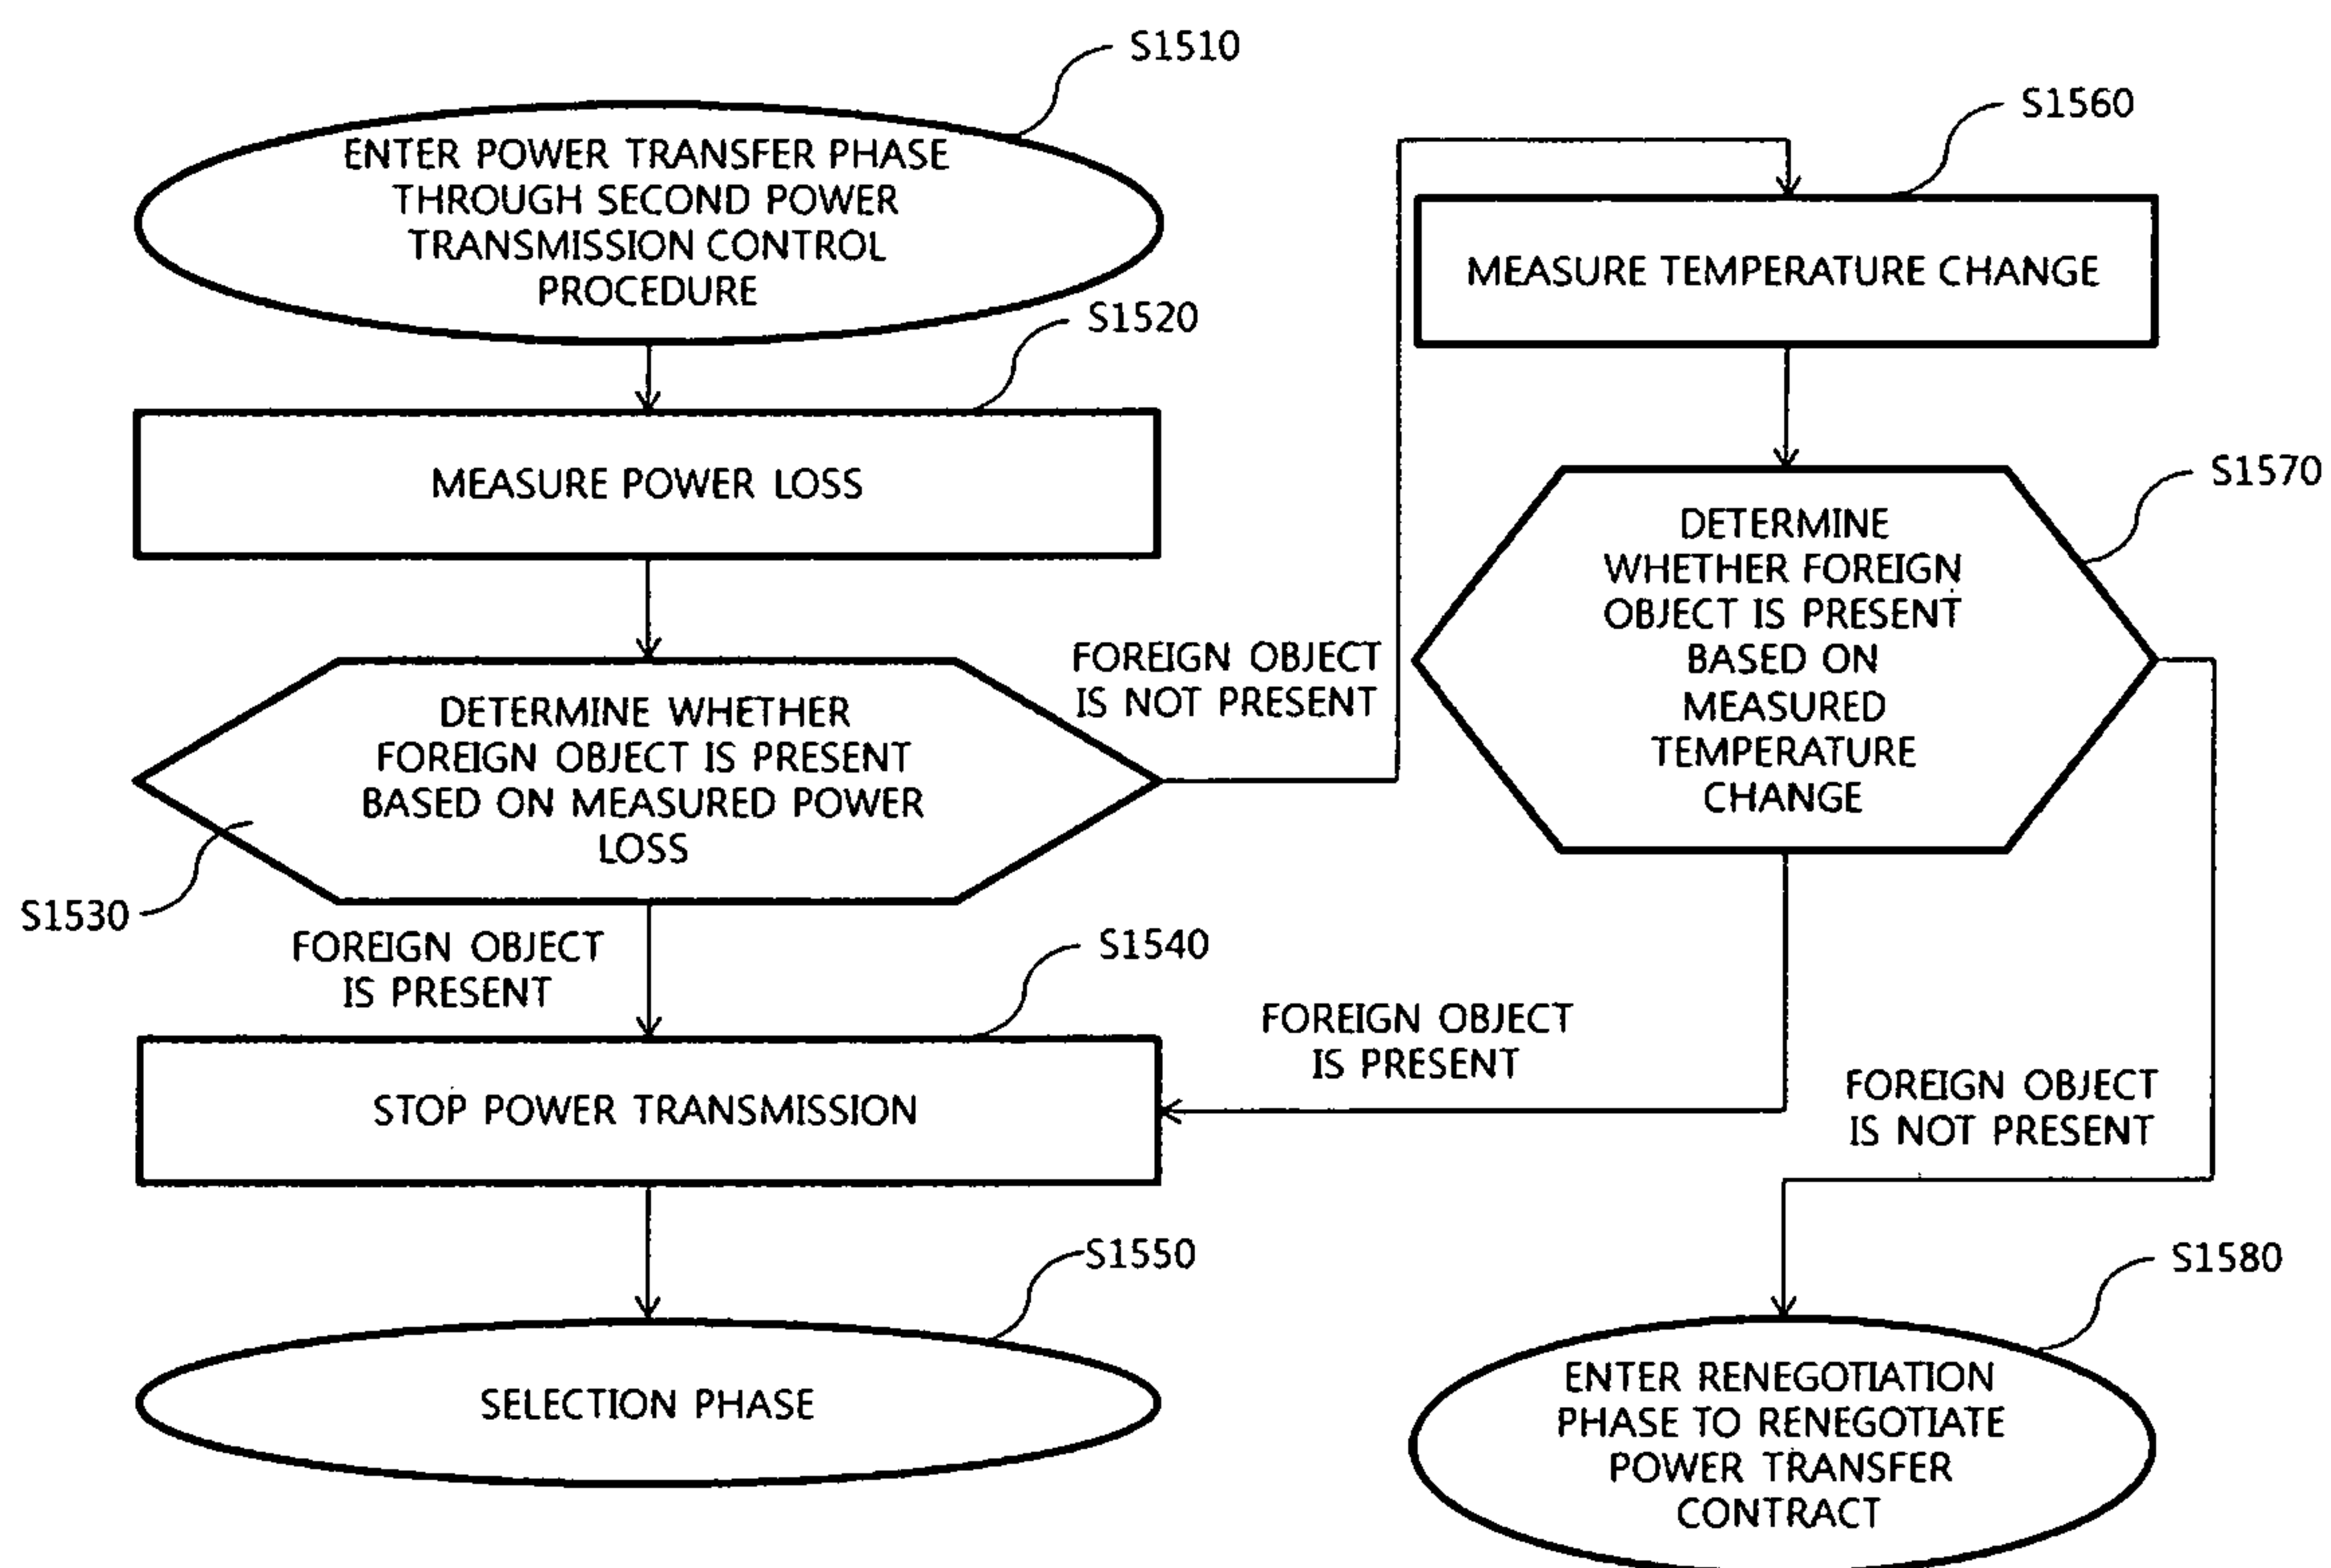 S1510
ENTER POWER TRANSFER PHASE
THROUGH SECOND POWER
TRANSMISSION CONTROL
PROCEDURE
S1520
MEASURE POWER LOSS
DETERMINE WHETHER
FOREIGN OBJECT IS PRESENT
BASED ON MEASURED POWER
LOSS
S1530
FOREIGN OBJECT
IS NOT PRESENT
FOREIGN OBJECT
IS PRESENT
S1540
STOP POWER TRANSMISSION
S1550
SELECTION PHASE
S1560
MEASURE TEMPERATURE CHANGE
S1570
DETERMINE
WHETHER FOREIGN
OBJECT IS PRESENT
BASED ON
MEASURED
TEMPERATURE
CHANGE
FOREIGN OBJECT
IS PRESENT
FOREIGN OBJECT
IS NOT PRESENT
S1580
ENTER RENEGOTIATION
PHASE TO RENEGOTIATE
POWER TRANSFER
CONTRACT